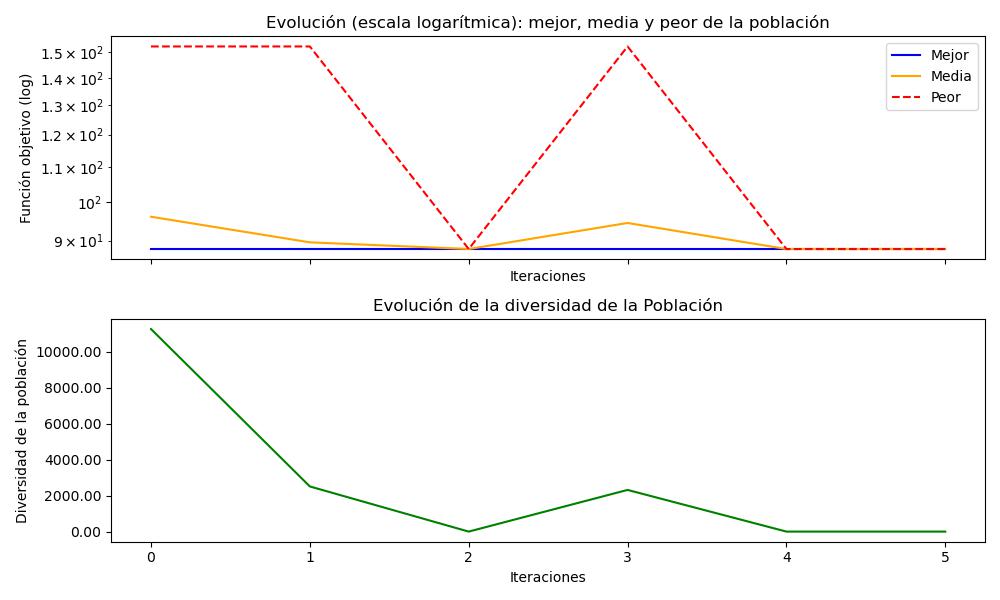 Evolución (escala logarítmica): mejor, media y peor de la población
Función objetivo (log)
1.5 × 10²
1.4 × 10²
1.3 × 10²
1.2 × 10²
1.1 × 10²
10²
9 × 10¹
Mejor
Media
Peor
Iteraciones
Evolución de la diversidad de la Población
Diversidad de la población
10000.00
8000.00
6000.00
4000.00
2000.00
0.00
0 1 2 3 4 5
Iteraciones